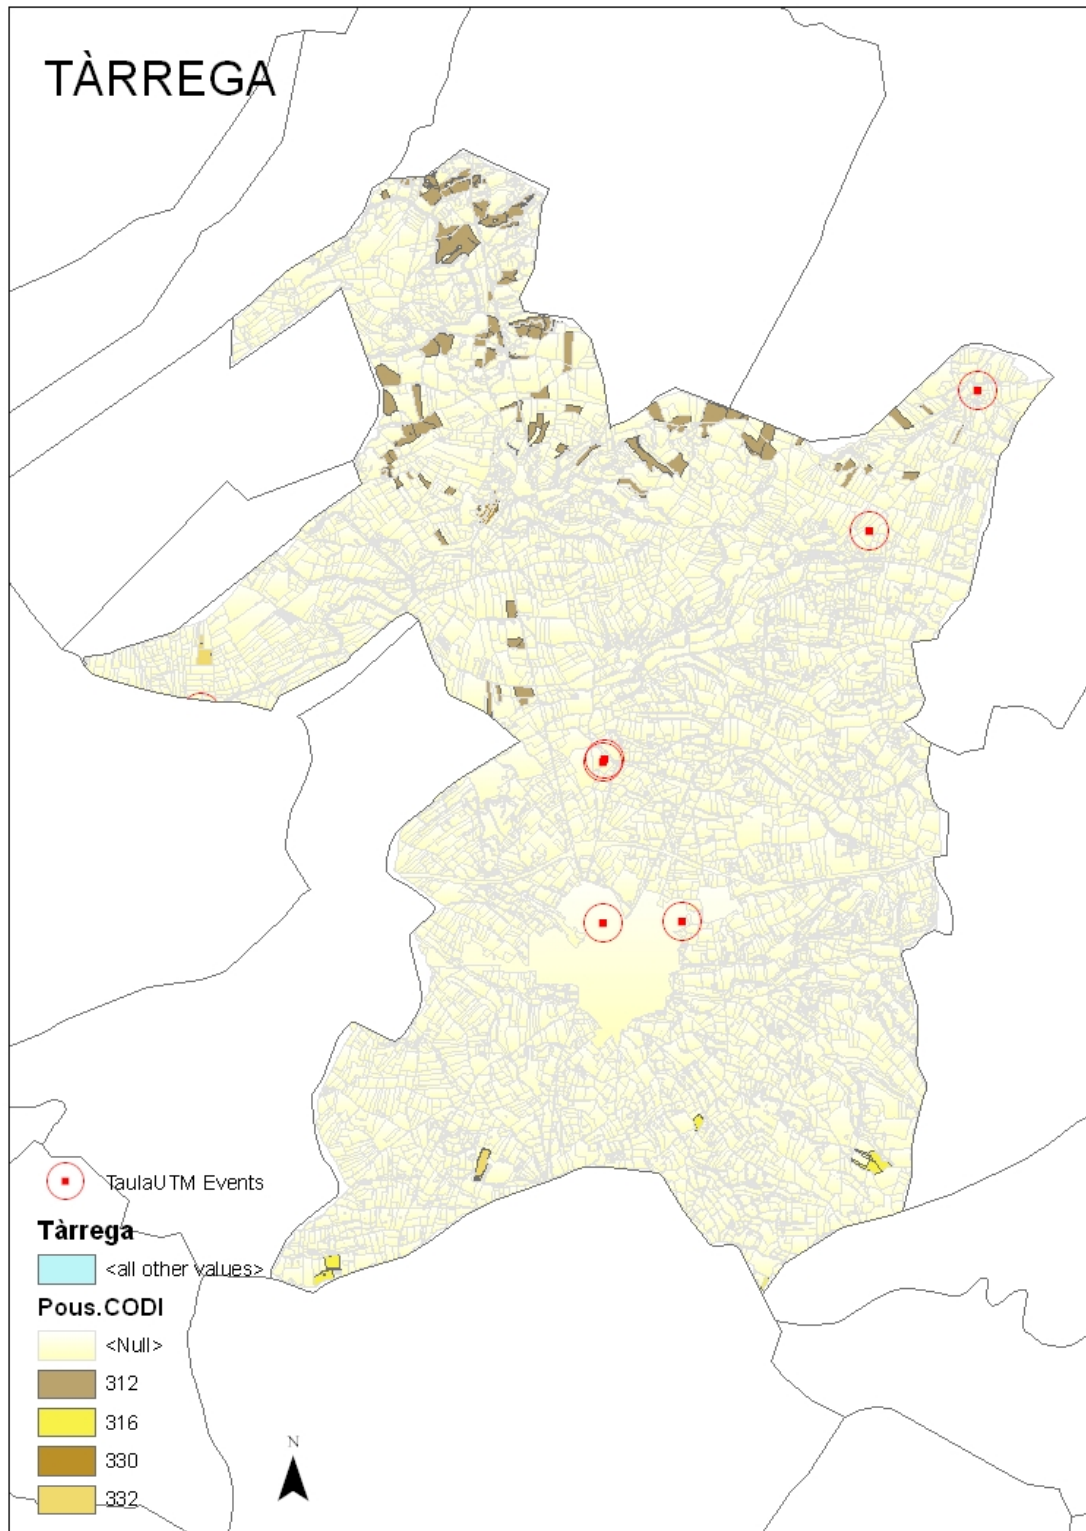 TÀRREGA
TaulaUTM Events
Tàrrega
<all other values>
Pous.CODI
<Null>
312
316
330
332
N